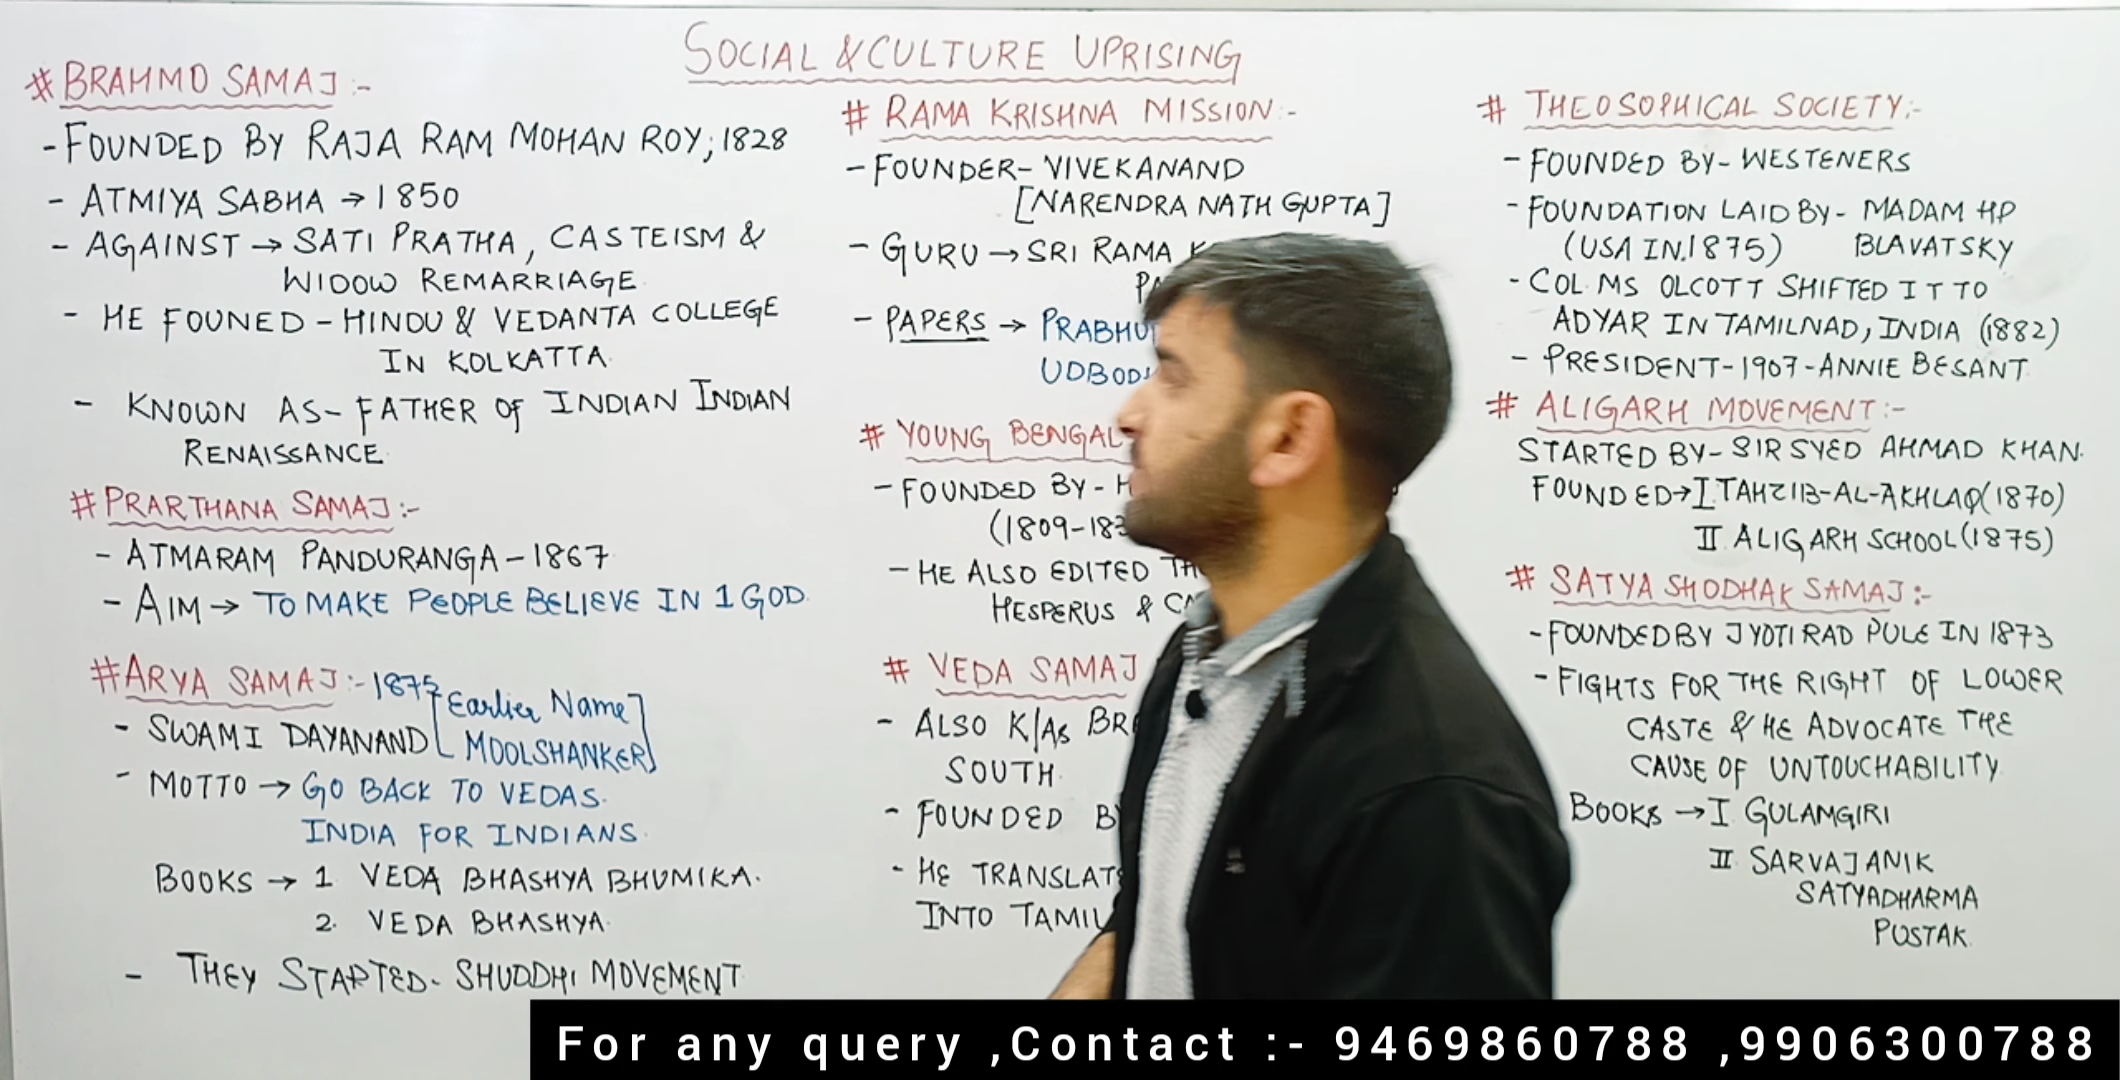 SOCIAL & CULTURE UPRISING
# BRAHMO SAMAJ :-
- FOUNDED BY RAJA RAM MOHAN ROY; 1828
- ATMIYA SABHA → 1850
- AGAINST → SATI PRATHA, CASTEISM &
WIDOW REMARRIAGE
- HE FOUNED - HINDU & VEDANTA COLLEGE
IN KOLKATTA
- KNOWN AS - FATHER OF INDIAN INDIAN
RENAISSANCE
# PRARTHANA SAMAJ :-
- ATMARAM PANDURANGA - 1867
- AIM → TO MAKE PEOPLE BELIEVE IN 1 GOD.
# ARYA SAMAJ :- 1875
- SWAMI DAYANAND [Earlier Name
MOOLSHANKER]
- MOTTO → GO BACK TO VEDAS.
INDIA FOR INDIANS.
BOOKS → 1 VEDA BHASHYA BHUMIKA.
2. VEDA BHASHYA.
- THEY STARTED - SHUDDHI MOVEMENT
# RAMA KRISHNA MISSION :-
- FOUNDER - VIVEKANAND
[NARENDRA NATH GUPTA]
- GURU → SRI RAMA
- PAPERS →
# YOUNG BENGAL
- FOUNDED BY -
(1809-
- HE ALSO EDITED
HESPERUS &
# VEDA SAMAJ
- ALSO K/As
SOUTH.
- FOUNDED
- HE
INTO TAMIL
# THEOSOPHICAL SOCIETY :-
- FOUNDED BY - WESTENERS
- FOUNDATION LAID BY - MADAM HP
(USA IN 1875) BLAVATSKY
- COL MS OLCOTT SHIFTED IT TO
ADYAR IN TAMILNAD, INDIA (1882)
- PRESIDENT - 1907 - ANNIE BESANT
# ALIGARH MOVEMENT :-
STARTED BY - SIR SYED AHMAD KHAN.
FOUNDED → I. TAHZIB-AL-AKHLAQ (1870)
II ALIGARH SCHOOL (1875)
# SATYA SHODHAK SAMAJ :-
- FOUNDED BY JYOTI RAD PULE IN 1873
- FIGHTS FOR THE RIGHT OF LOWER
CASTE & HE ADVOCATE THE
CAUSE OF UNTOUCHABILITY
BOOKS → I GULAMGIRI
II SARVAJANIK
SATYADHARMA
PUSTAK
For any query ,Contact :- 9469860788 ,9906300788